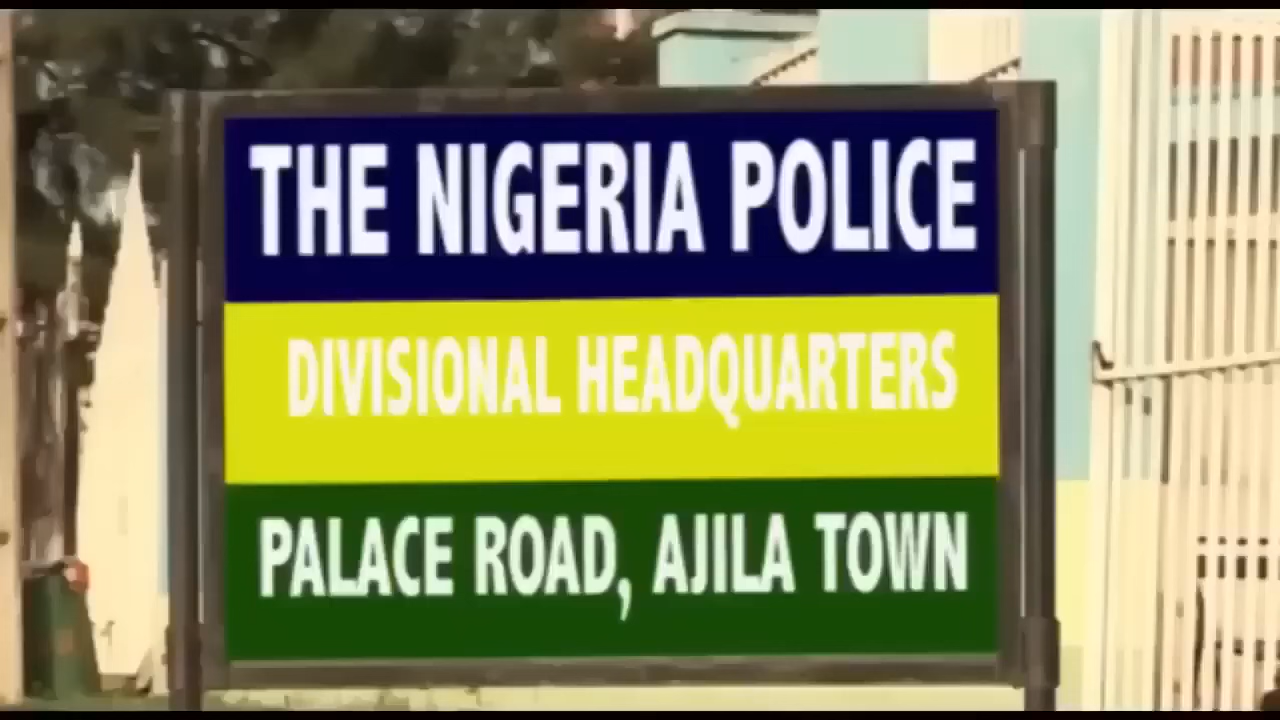 THE NIGERIA POLICE
DIVISIONAL HEADQUARTERS
PALACE ROAD, AJILA TOWN